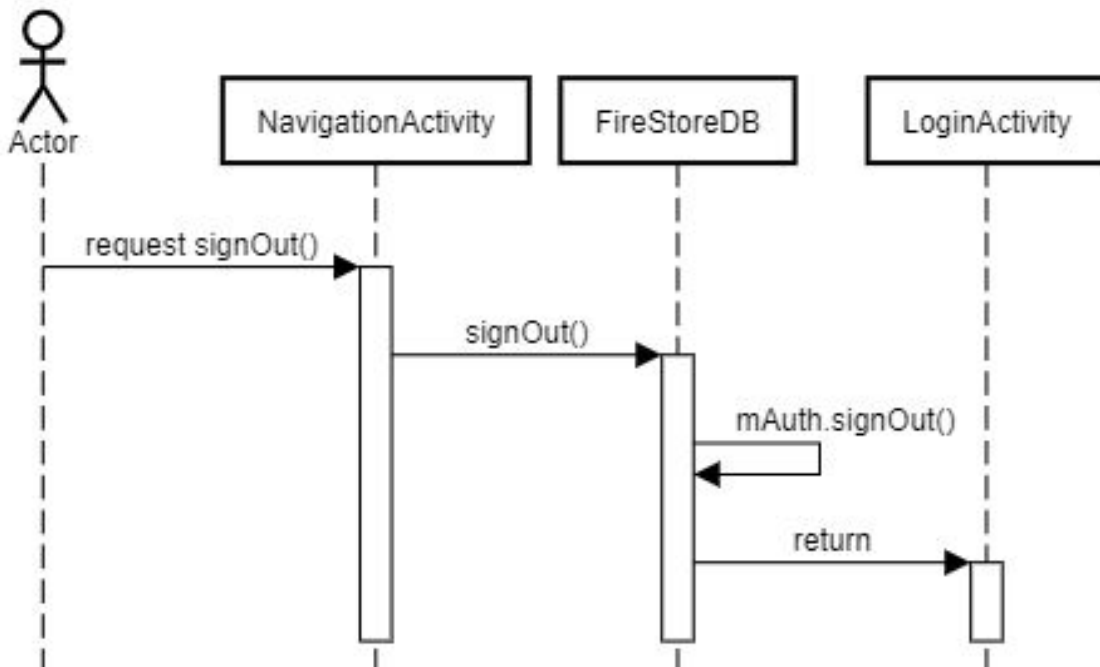 Actor
NavigationActivity
FireStoreDB
LoginActivity
request signOut()
signOut()
mAuth.signOut()
return